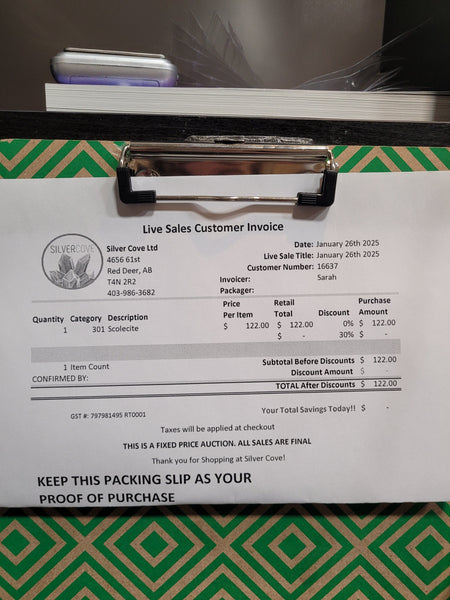 Live Sales Customer Invoice
SILVERCOVE
Silver Cove Ltd
4656 61st
Red Deer, AB
T4N 2R2
403-986-3682
Date: January 26th 2025
Live Sale Title: January 26th 2025
Customer Number: 16637
Invoicer: Sarah
Packager:
Quantity Category Description Price Per Item Retail Total Discount Purchase Amount
1 301 Scolecite $ 122.00 $ 122.00 0% $ 122.00
$ - 30% $ -
1 Item Count Subtotal Before Discounts $ 122.00
CONFIRMED BY: Discount Amount $ -
TOTAL After Discounts $ 122.00
GST #: 797981495 RT0001 Your Total Savings Today!! $ -
Taxes will be applied at checkout
THIS IS A FIXED PRICE AUCTION. ALL SALES ARE FINAL
Thank you for Shopping at Silver Cove!
KEEP THIS PACKING SLIP AS YOUR
PROOF OF PURCHASE